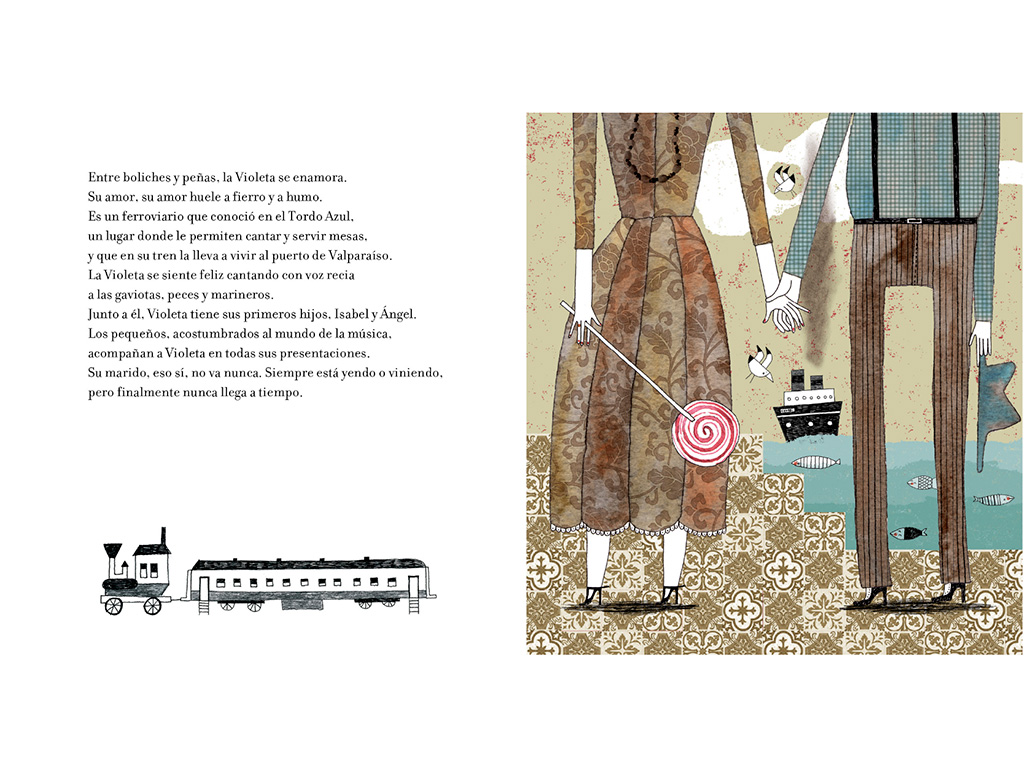 Entre boliches y peñas, la Violeta se enamora.
Su amor, su amor huele a fierro y a humo.
Es un ferroviario que conoció en el Tordo Azul,
un lugar donde le permiten cantar y servir mesas,
y que en su tren la lleva a vivir al puerto de Valparaíso.
La Violeta se siente feliz cantando con voz recia
a las gaviotas, peces y marineros.
Junto a él, Violeta tiene sus primeros hijos, Isabel y Ángel.
Los pequeños, acostumbrados al mundo de la música,
acompañan a Violeta en todas sus presentaciones.
Su marido, eso sí, no va nunca. Siempre está yendo o viniendo,
pero finalmente nunca llega a tiempo.